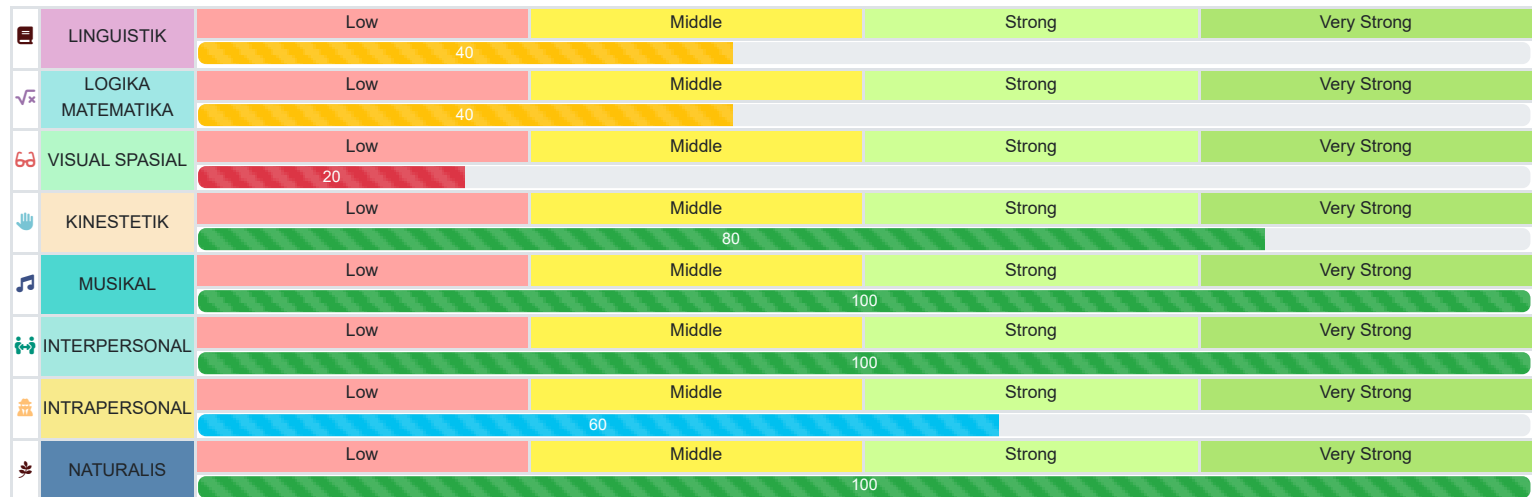 LINGUISTIK
Low Middle Strong Very Strong
40
LOGIKA
MATEMATIKA
Low Middle Strong Very Strong
40
VISUAL SPASIAL
Low Middle Strong Very Strong
20
KINESTETIK
Low Middle Strong Very Strong
80
MUSIKAL
Low Middle Strong Very Strong
100
INTERPERSONAL
Low Middle Strong Very Strong
100
INTRAPERSONAL
Low Middle Strong Very Strong
60
NATURALIS
Low Middle Strong Very Strong
100